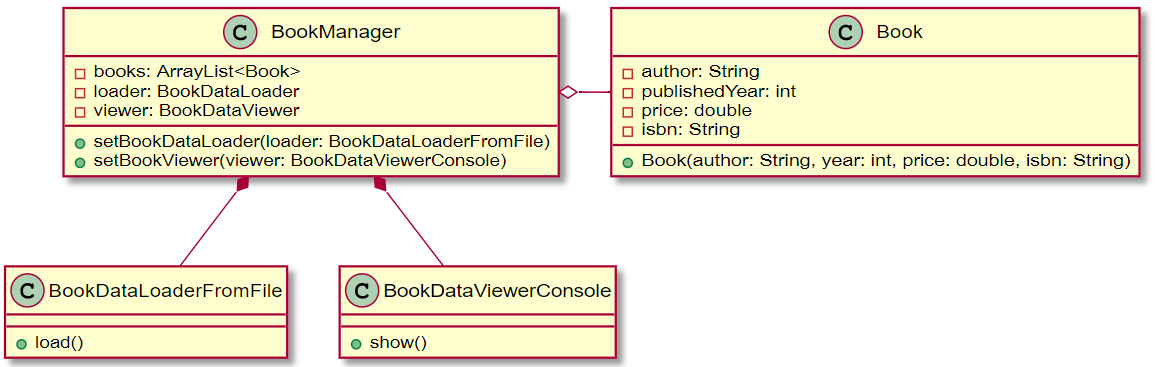 C BookManager
books: ArrayList<Book>
loader: BookDataLoader
viewer: BookDataViewer
setBookDataLoader(loader: BookDataLoaderFromFile)
setBookViewer(viewer: BookDataViewerConsole)
C Book
author: String
publishedYear: int
price: double
isbn: String
Book(author: String, year: int, price: double, isbn: String)
C BookDataLoaderFromFile
load()
C BookDataViewerConsole
show()